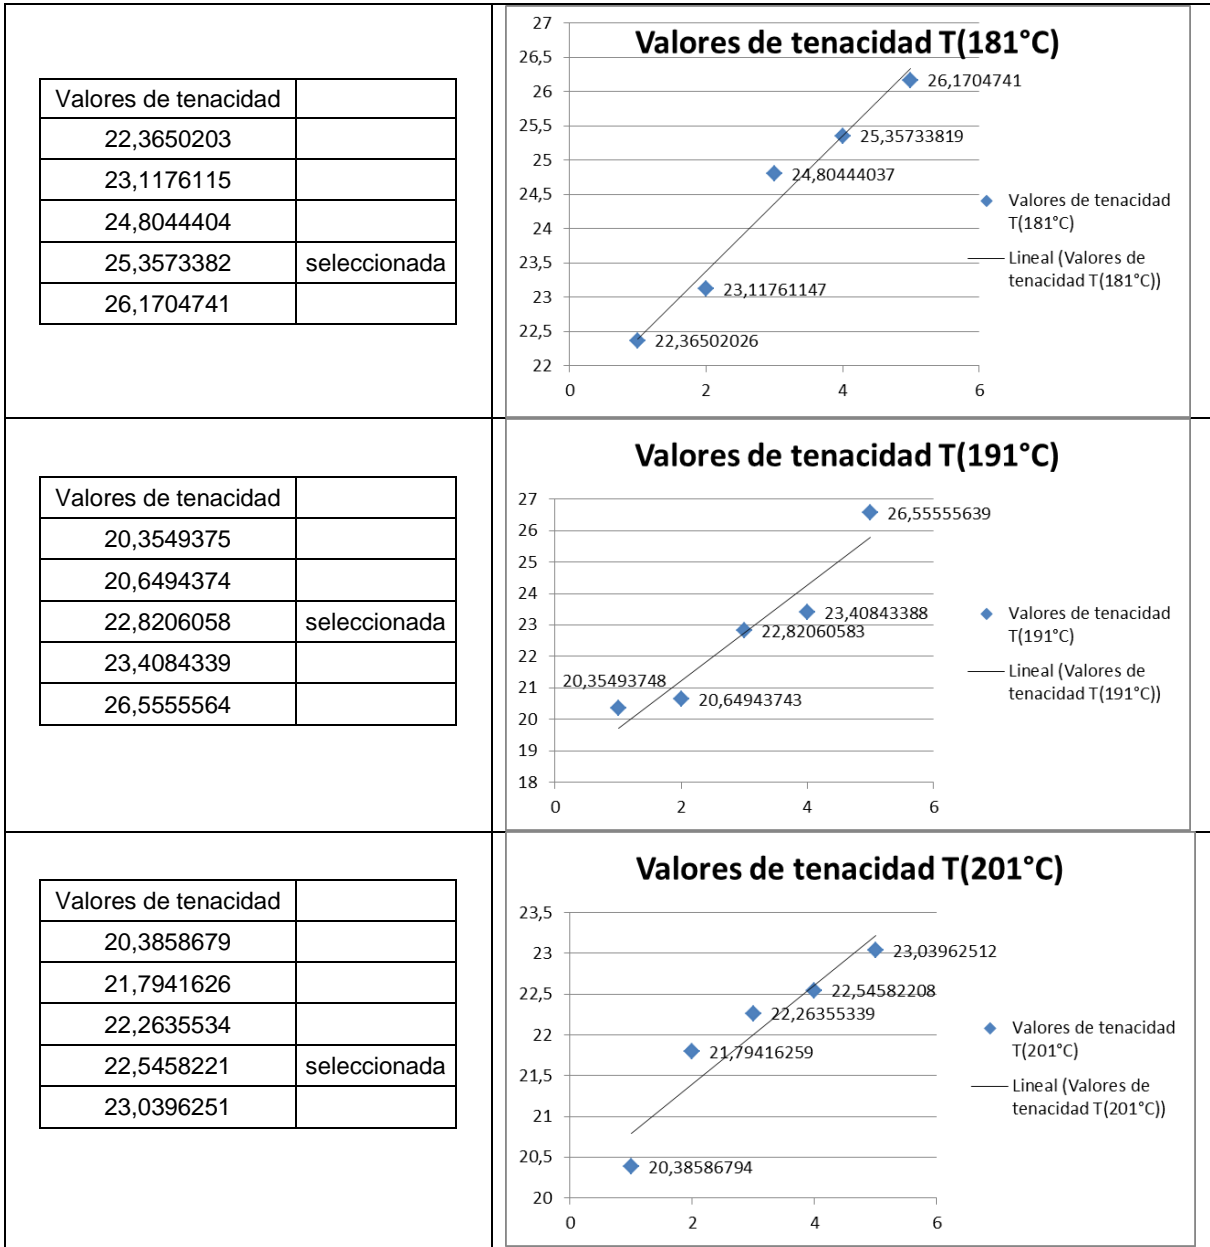 Valores de tenacidad
22,3650203
23,1176115
24,8044404
25,3573382 seleccionada
26,1704741
Valores de tenacidad T(181°C)
27
26,5
26
25,5
25
24,5
24
23,5
23
22,5
22
0 2 4 6
26,1704741
25,35733819
24,80444037
23,11761147
22,36502026
Valores de tenacidad
T(181°C)
Lineal (Valores de
tenacidad T(181°C))
Valores de tenacidad
20,3549375
20,6494374
22,8206058 seleccionada
23,4084339
26,5555564
Valores de tenacidad T(191°C)
27
26
25
24
23
22
21
20
19
18
0 2 4 6
26,55555639
23,40843388
22,82060583
20,35493748
20,64943743
Valores de tenacidad
T(191°C)
Lineal (Valores de
tenacidad T(191°C))
Valores de tenacidad
20,3858679
21,7941626
22,2635534
22,5458221 seleccionada
23,0396251
Valores de tenacidad T(201°C)
23,5
23
22,5
22
21,5
21
20,5
20
0 2 4 6
23,03962512
22,54582208
22,26355339
21,79416259
20,38586794
Valores de tenacidad
T(201°C)
Lineal (Valores de
tenacidad T(201°C))